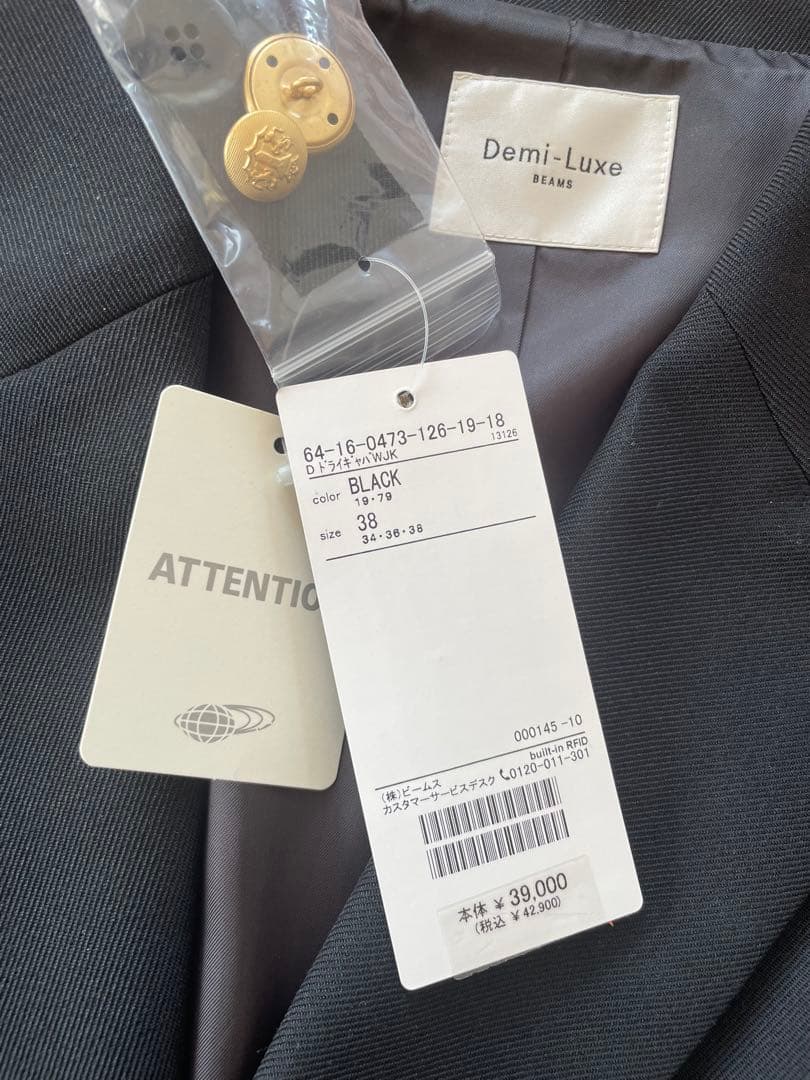 Demi-Luxe
BEAMS
64-16-0473-126-19-18
D ﾄﾞﾗｲｷﾞｬﾊﾞWJK 13126
color BLACK
19・79
size 38
34・36・38
ATTENTIO
000145-10
built-in RFID
(株)ビームス
カスタマーサービスデスク 📞0120-011-301
本体 ¥ 39,000
(税込 ¥ 42,900)